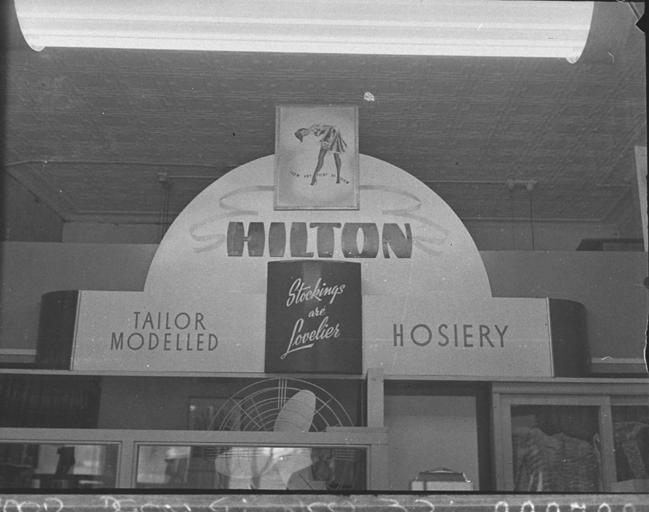 HILTON
Stockings
are
Lovelier
TAILOR
MODELLED
HOSIERY